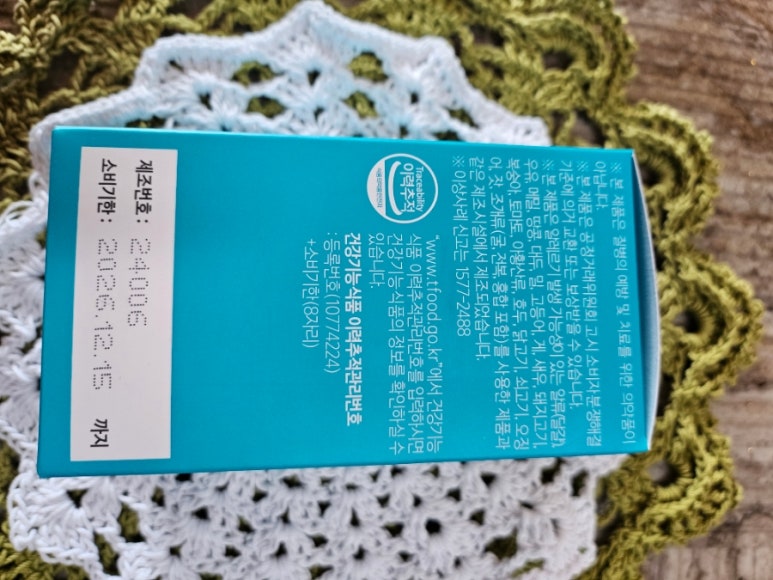 ※ 본 제품은 질병의 예방 및 치료를 위한 의약품이
아닙니다.
※ 본 제품은 공정거래위원회 고시 소비자분쟁해결
기준에 의거 교환 또는 보상받을 수 있습니다.
※ 본 제품은 알레르기 발생 가능성이 있는 알류(달걀),
우유, 메밀, 땅콩, 대두, 밀, 고등어, 게, 새우, 돼지고기,
복숭아, 토마토, 아황산류, 호두, 닭고기, 쇠고기, 오징
어, 잣, 조개류(굴, 전복, 홍합 포함)를 사용한 제품과
같은 제조시설에서 제조되었습니다.
※ 이상사례 신고는 1577-2488
Traceability
이력추적
"www.tfood.go.kr"에서 건강기능
식품 이력추적관리번호를 입력하시면
건강기능식품의 정보를 확인하실 수
있습니다.
건강기능식품 이력추적관리번호
: 등록번호 (10774224)
+소비기한 (8자리)
제조번호 : 24006
소비기한 : 2026.12.15 까지